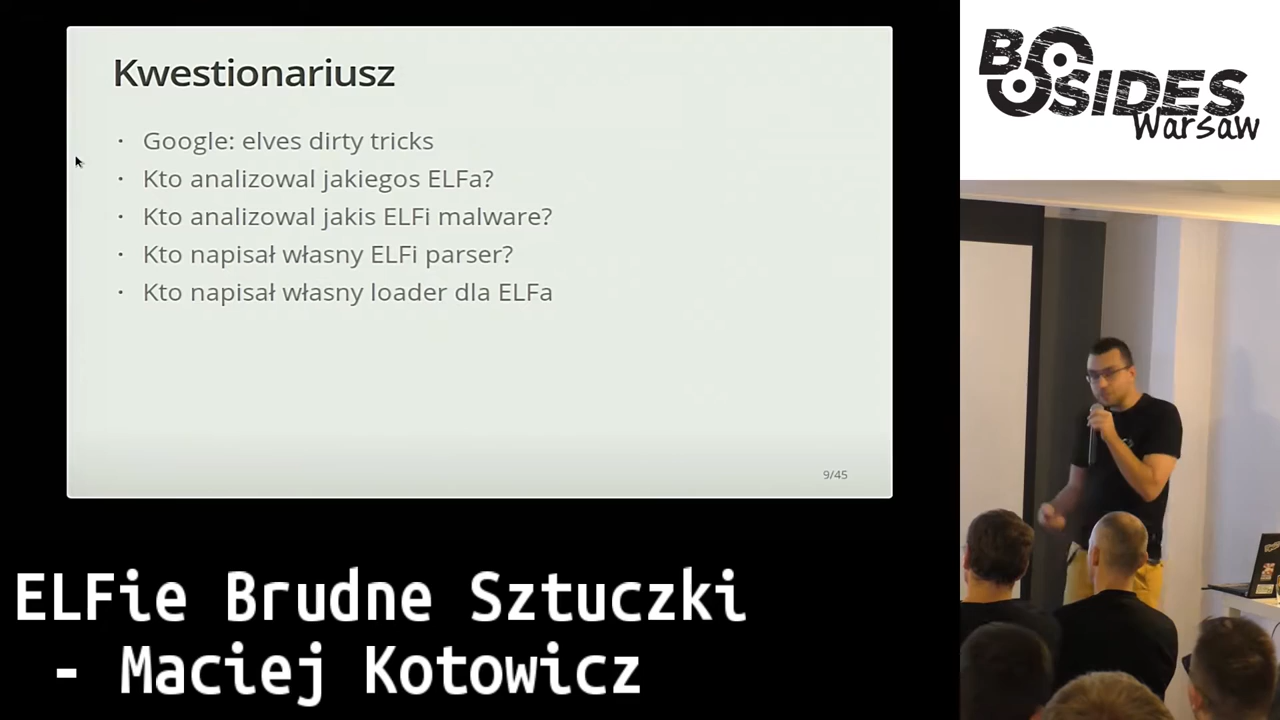 Kwestionariusz
· Google: elves dirty tricks
· Kto analizowal jakiegos ELFa?
· Kto analizowal jakis ELFi malware?
· Kto napisał własny ELFi parser?
· Kto napisał własny loader dla ELFa
9/45
BSIDES
Warsaw
ELFie Brudne Sztuczki
- Maciej Kotowicz